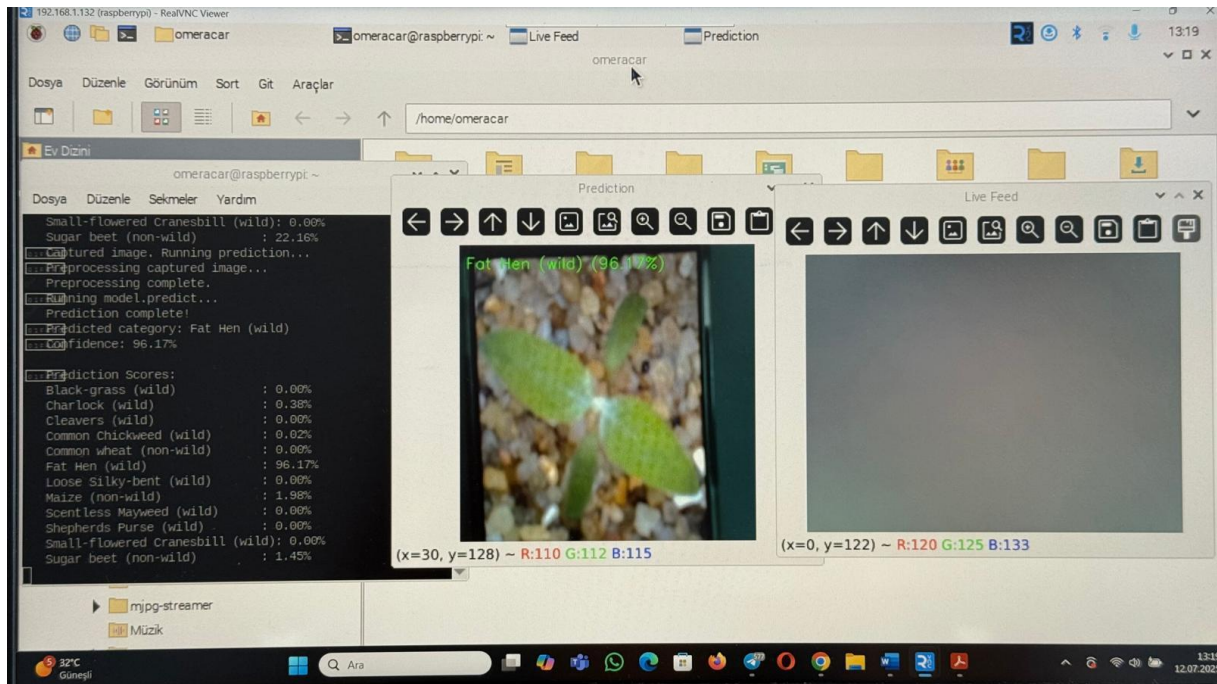 192.168.1.132 (raspberrypi) - RealVNC Viewer
omeracar
omeracar@raspberrypi: ~
Live Feed
Prediction
13:19
omeracar
Dosya Düzenle Görünüm Sort Git Araçlar
/home/omeracar
Ev Dizini
omeracar@raspberrypi: ~
Dosya Düzenle Sekmeler Yardım
Small-flowered Cranesbill (wild): 0.00%
Sugar beet (non-wild) : 22.16%
Captured image. Running prediction...
Preprocessing captured image...
Preprocessing complete.
Running model.predict...
Prediction complete!
Predicted category: Fat Hen (wild)
Confidence: 96.17%
Prediction Scores:
Black-grass (wild) : 0.00%
Charlock (wild) : 0.38%
Cleavers (wild) : 0.00%
Common Chickweed (wild) : 0.02%
Common wheat (non-wild) : 0.00%
Fat Hen (wild) : 96.17%
Loose Silky-bent (wild) : 0.00%
Maize (non-wild) : 1.98%
Scentless Mayweed (wild) : 0.00%
Shepherds Purse (wild) : 0.00%
Small-flowered Cranesbill (wild): 0.00%
Sugar beet (non-wild) : 1.45%
Prediction
Fat Hen (wild) (96.17%)
(x=30, y=128) ~ R:110 G:112 B:115
Live Feed
(x=0, y=122) ~ R:120 G:125 B:133
mjpg-streamer
Müzik
32°C
Güneşli
Ara